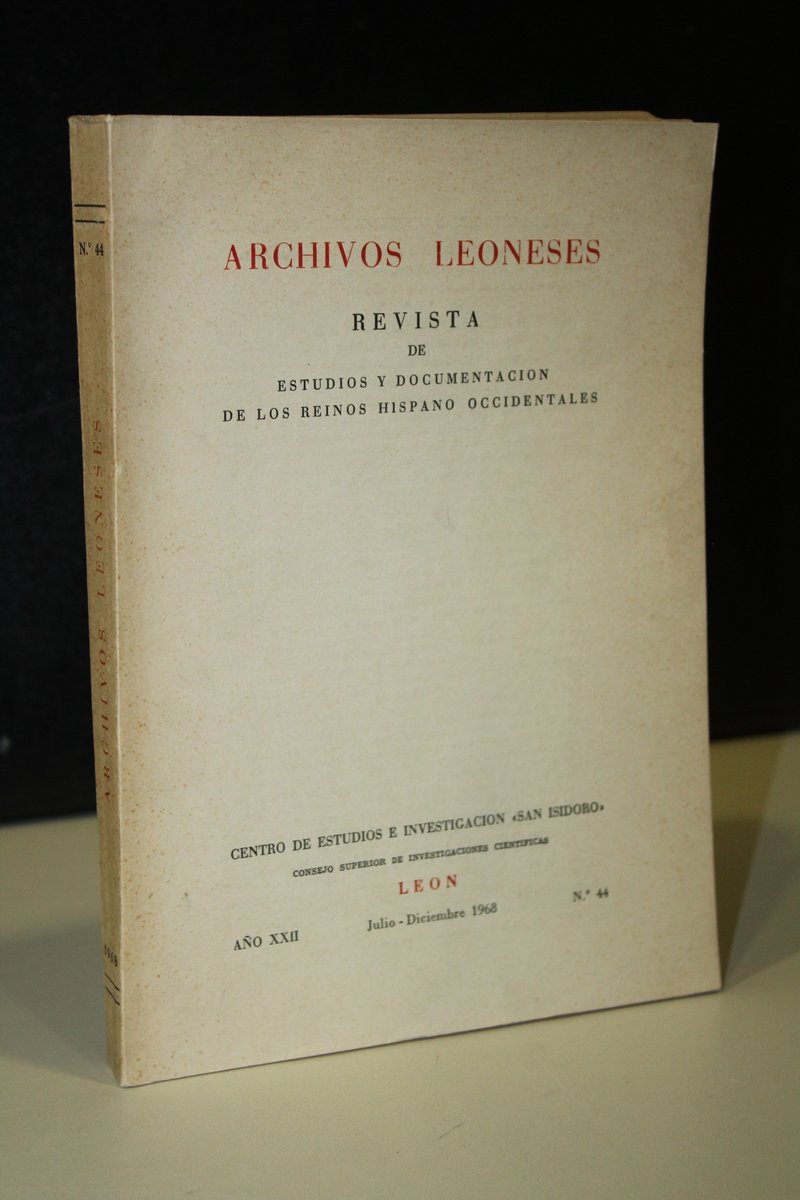 N.º 44
ARCHIVOS LEONESES
1968
ARCHIVOS LEONESES
REVISTA
DE
ESTUDIOS Y DOCUMENTACION
DE LOS REINOS HISPANO OCCIDENTALES
CENTRO DE ESTUDIOS E INVESTIGACION «SAN ISIDORO»
CONSEJO SUPERIOR DE INVESTIGACIONES CIENTIFICAS
LEON
AÑO XXII Julio - Diciembre 1968 N.º 44